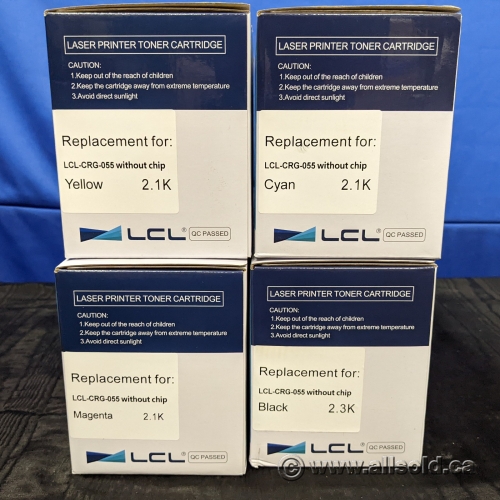 LASER PRINTER TONER CARTRIDGE
CAUTION:
1.Keep out of the reach of children
2.Keep the cartridge away from extreme temperature
3.Avoid direct sunlight
Replacement for:
LCL-CRG-055 without chip
Yellow 2.1K
LCL® QC PASSED
LASER PRINTER TONER CARTRIDGE
CAUTION:
1.Keep out of the reach of children
2.Keep the cartridge away from extreme temperature
3.Avoid direct sunlight
Replacement for:
LCL-CRG-055 without chip
Cyan 2.1K
LCL® QC PASSED
LASER PRINTER TONER CARTRIDGE
CAUTION:
1.Keep out of the reach of children
2.Keep the cartridge away from extreme temperature
3.Avoid direct sunlight
Replacement for:
LCL-CRG-055 without chip
Magenta 2.1K
LCL® QC PASSED
LASER PRINTER TONER CARTRIDGE
CAUTION:
1.Keep out of the reach of children
2.Keep the cartridge away from extreme temperature
3.Avoid direct sunlight
Replacement for:
LCL-CRG-055 without chip
Black 2.3K
LCL® QC PASSED
www.allsold.ca